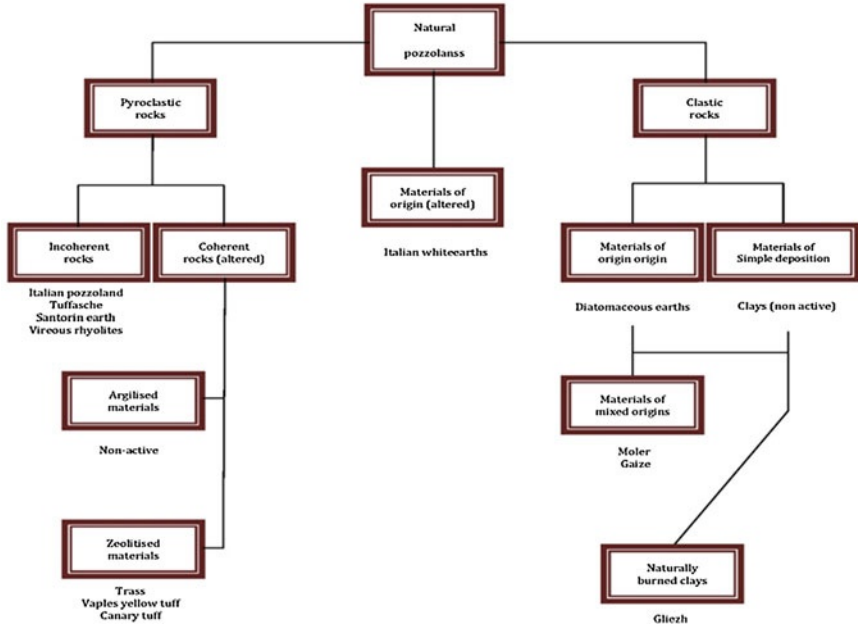 Natural
pozzolanss
Pyroclastic
rocks
Clastic
rocks
Materials of
origin (altered)
Italian whiteearths
Incoherent
rocks
Coherent
rocks (altered)
Materials of
origin origin
Materials of
Simple deposition
Italian pozzoland
Tuffasche
Santorin earth
Vireous rhyolites
Diatomaceous earths
Clays (non active)
Argilised
materials
Non-active
Materials of
mixed origins
Moler
Gaize
Zeolitised
materials
Trass
Vaples yellow tuff
Canary tuff
Naturally
burned clays
Gliezh